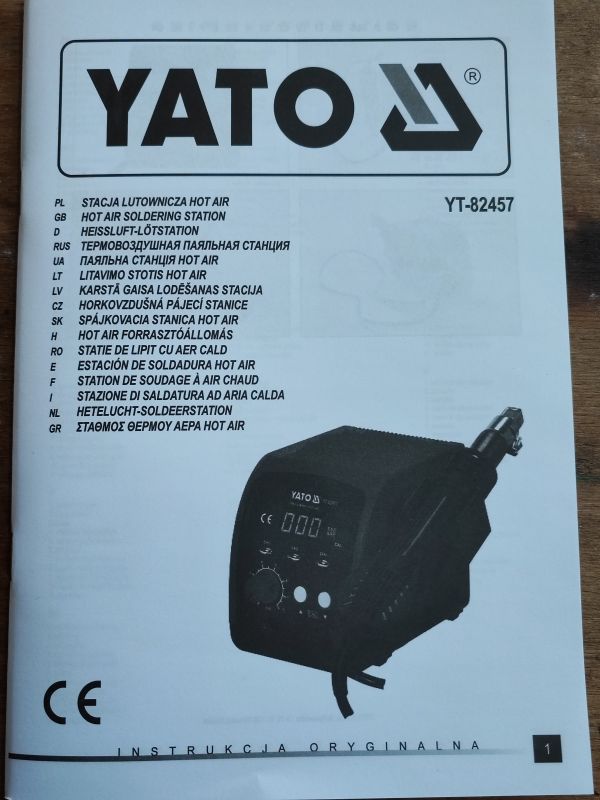 YATO ®
YT-82457
PL STACJA LUTOWNICZA HOT AIR
GB HOT AIR SOLDERING STATION
D HEISSLUFT-LÖTSTATION
RUS ТЕРМОВОЗДУШНАЯ ПАЯЛЬНАЯ СТАНЦИЯ
UA ПАЯЛЬНА СТАНЦІЯ HOT AIR
LT LITAVIMO STOTIS HOT AIR
LV KARSTĀ GAISA LODĒŠANAS STACIJA
CZ HORKOVZDUŠNÁ PÁJECÍ STANICE
SK SPÁJKOVACIA STANICA HOT AIR
H HOT AIR FORRASZTÓÁLLOMÁS
RO STATIE DE LIPIT CU AER CALD
E ESTACIÓN DE SOLDADURA HOT AIR
F STATION DE SOUDAGE À AIR CHAUD
I STAZIONE DI SALDATURA AD ARIA CALDA
NL HETELUCHT-SOLDEERSTATION
GR ΣΤΑΘΜΟΣ ΘΕΡΜΟΥ ΑΕΡΑ HOT AIR
YATO
CE 000
CE
INSTRUKCJA ORYGINALNA 1